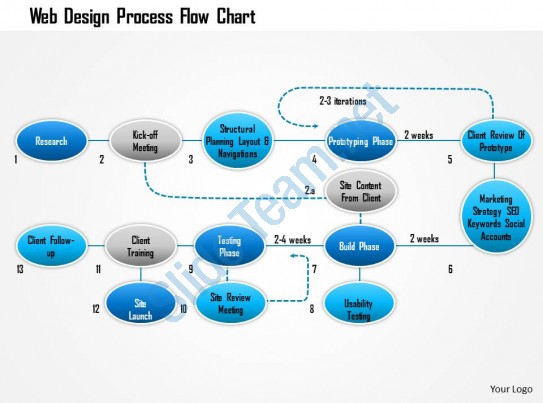 Web Design Process Flow Chart
2-3 iterations
Research
Kick-off
Meeting
Structural
Planning Layout &
Navigations
Prototyping Phase
2 weeks
Client Review Of
Prototype
1
2
3
4
5
2.a
Site Content
From Client
Marketing
Strategy SEO
Keywords Social
Accounts
Client Follow-
up
Client
Training
Testing
Phase
2-4 weeks
Build Phase
2 weeks
13
11
9
7
6
12
Site
Launch
10
Site Review
Meeting
8
Usability
Testing
Your Logo